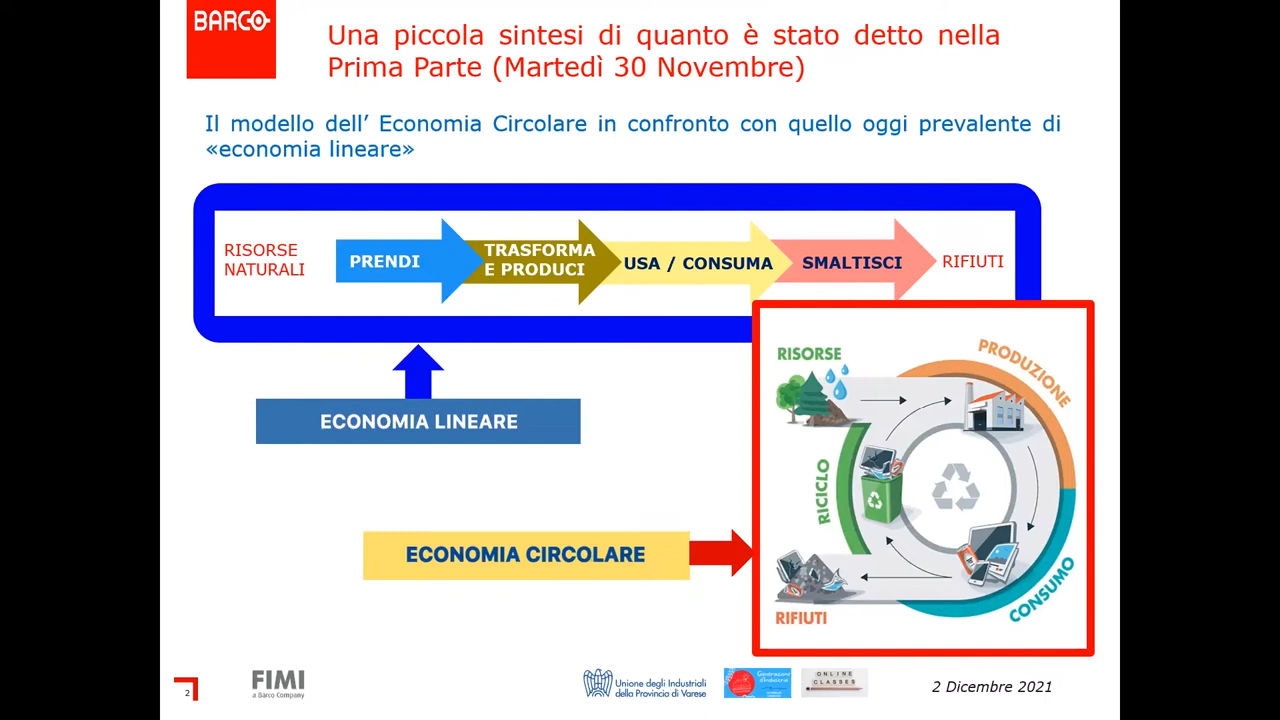 BARCO
Una piccola sintesi di quanto è stato detto nella
Prima Parte (Martedì 30 Novembre)
Il modello dell’ Economia Circolare in confronto con quello oggi prevalente di
«economia lineare»
RISORSE
NATURALI
PRENDI
TRASFORMA
E PRODUCI
USA / CONSUMA
SMALTISCI
RIFIUTI
ECONOMIA LINEARE
RISORSE
PRODUZIONE
RICICLO
CONSUMO
RIFIUTI
ECONOMIA CIRCOLARE
2
FIMI
a Barco Company
Unione degli Industriali
della Provincia di Varese
Generazione
d'Industria
ONLINE
CLASSES
2 Dicembre 2021